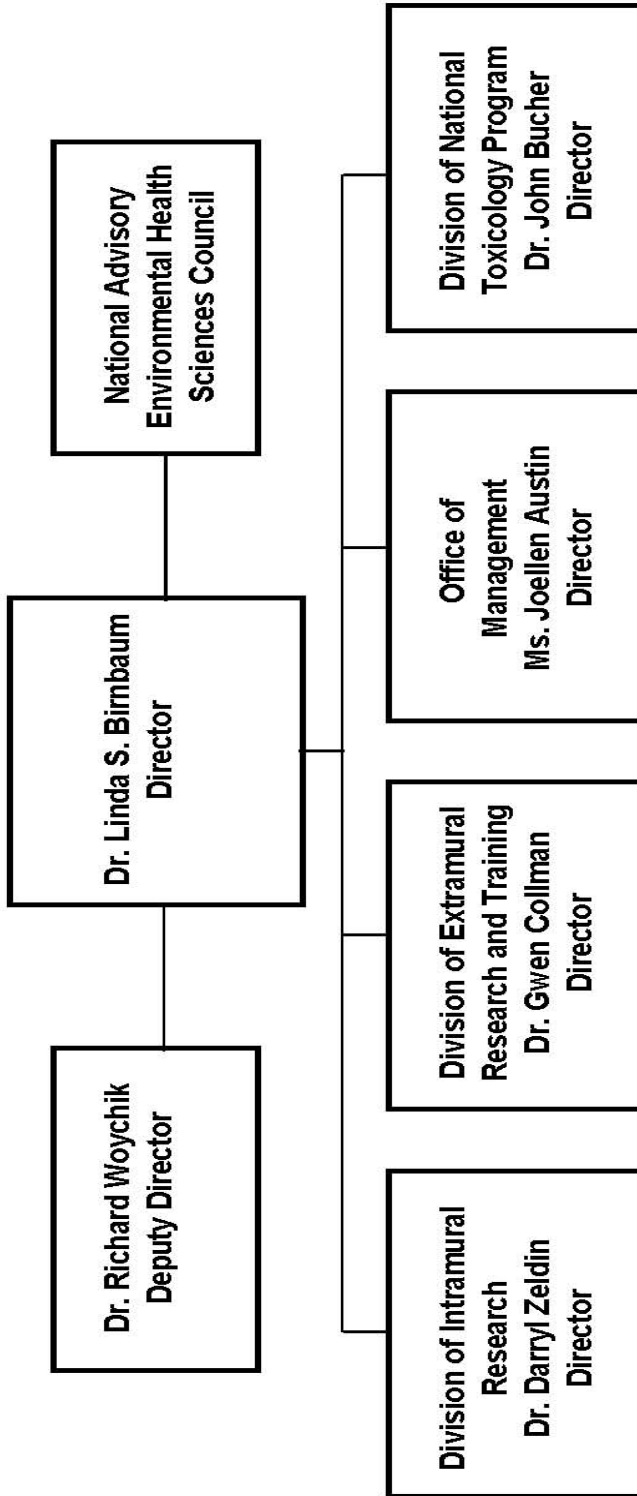 Dr. Linda S. Birnbaum
Director
Dr. Richard Woychik
Deputy Director
National Advisory
Environmental Health
Sciences Council
Division of Intramural
Research
Dr. Darryl Zeldin
Director
Division of Extramural
Research and Training
Dr. Gwen Collman
Director
Office of
Management
Ms. Joellen Austin
Director
Division of National
Toxicology Program
Dr. John Bucher
Director